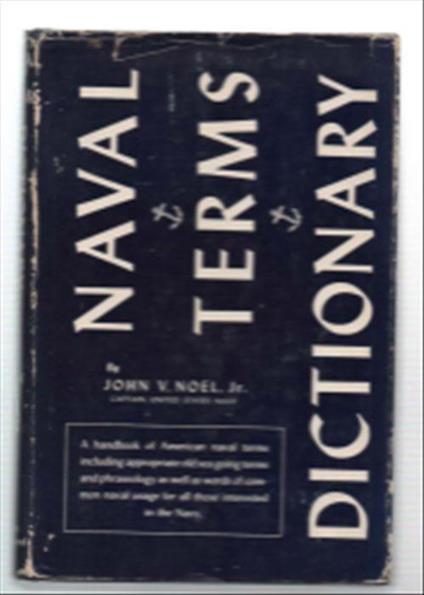 NAVAL
TERMS
DICTIONARY
By
JOHN V. NOEL, Jr.
CAPTAIN, UNITED STATES NAVY
A handbook of American naval terms
including appropriate old sea going terms
and phraseology as well as words of com-
mon naval usage for all those interested
in the Navy.